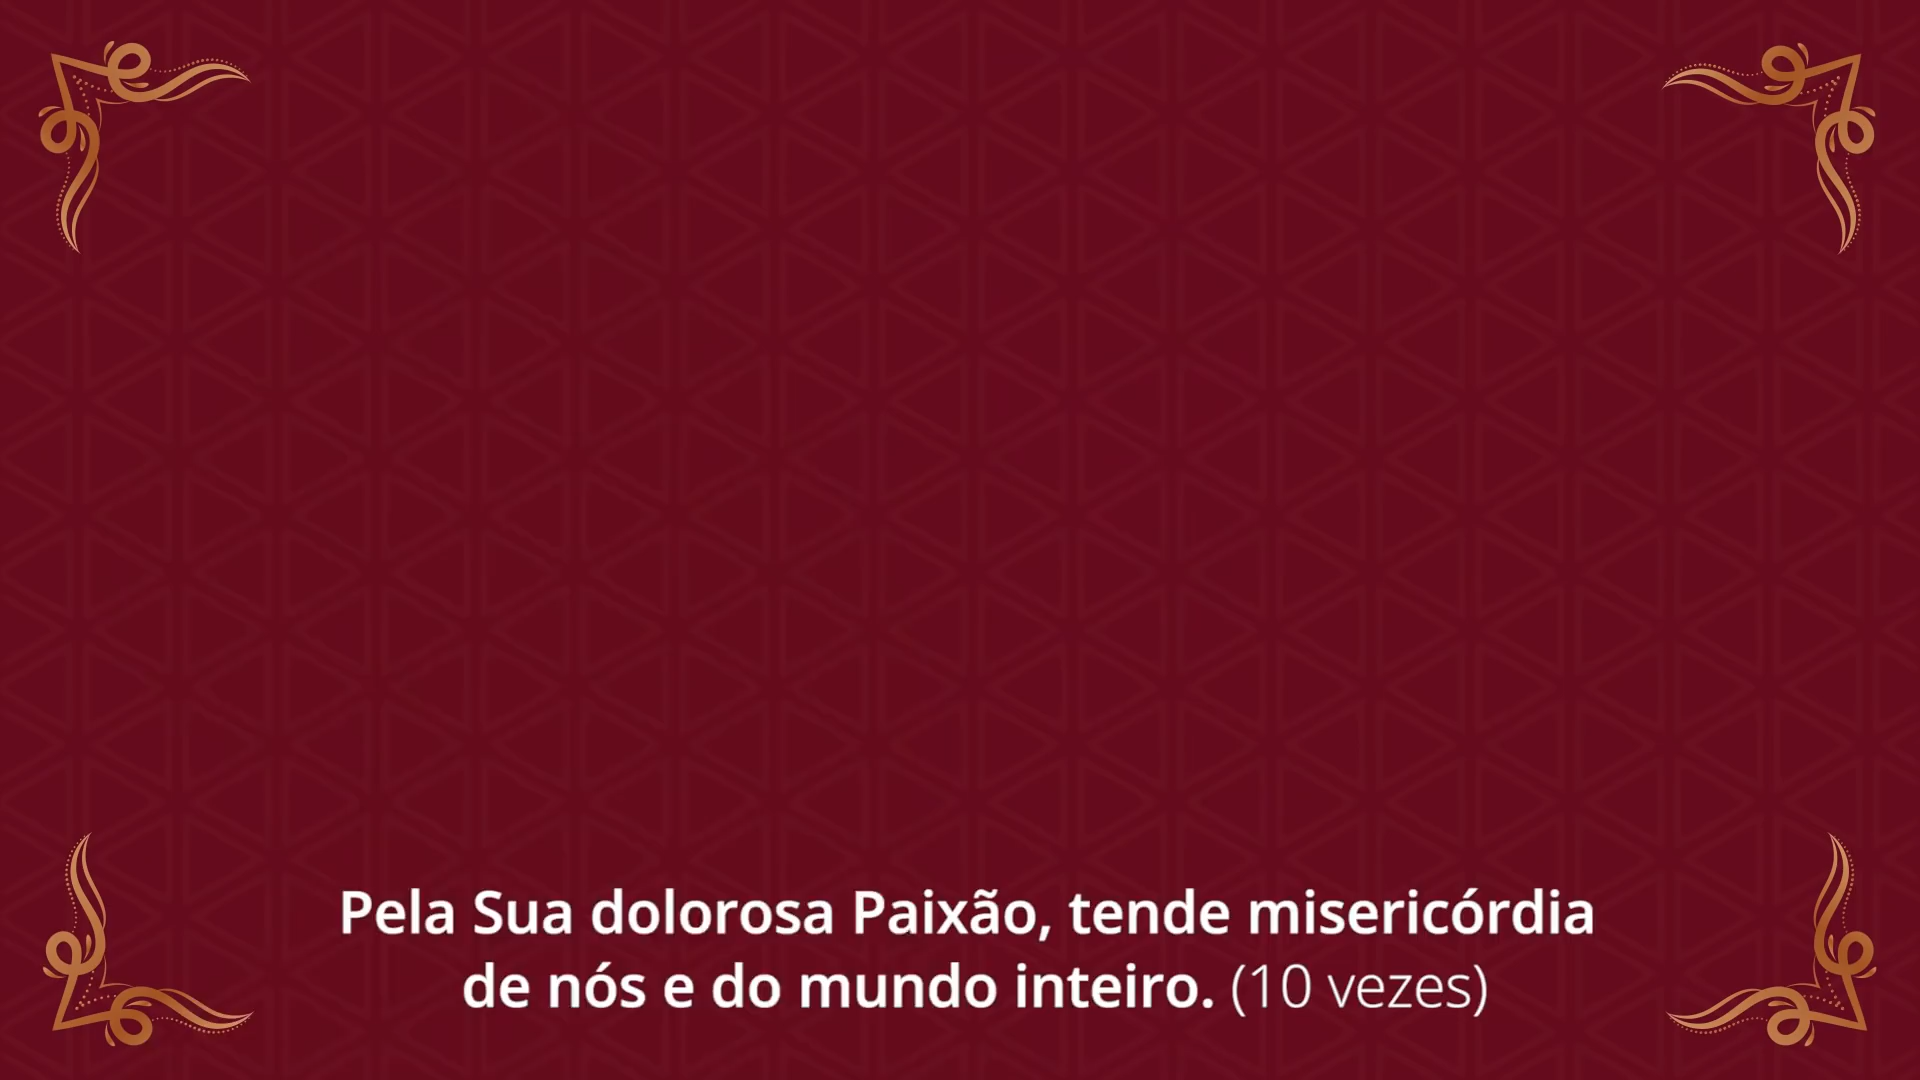 Pela Sua dolorosa Paixão, tende misericórdia
de nós e do mundo inteiro. (10 vezes)